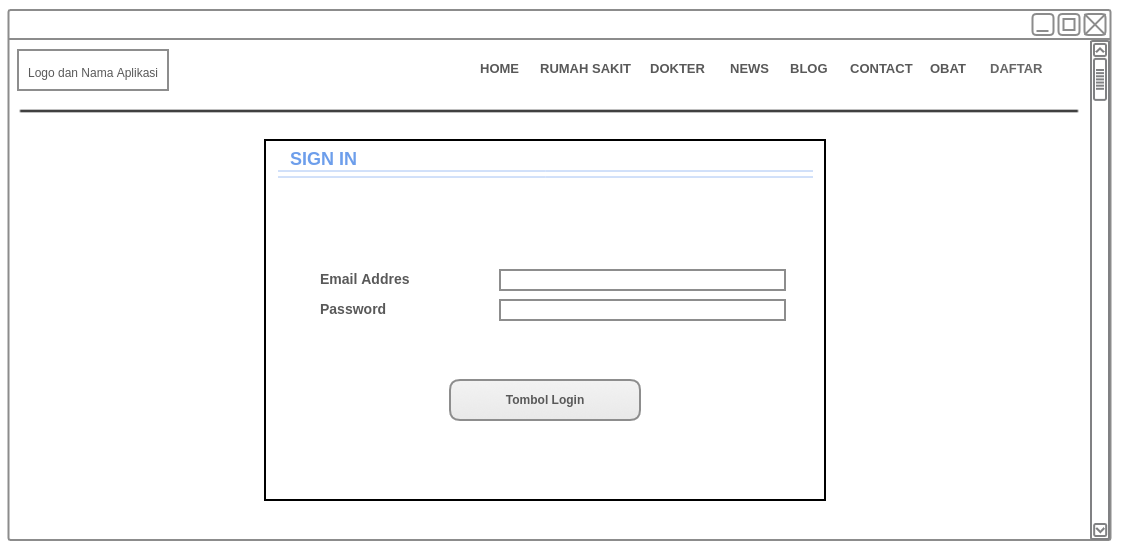 Logo dan Nama Aplikasi
HOME RUMAH SAKIT DOKTER NEWS BLOG CONTACT OBAT DAFTAR
SIGN IN
Email Addres
Password
Tombol Login